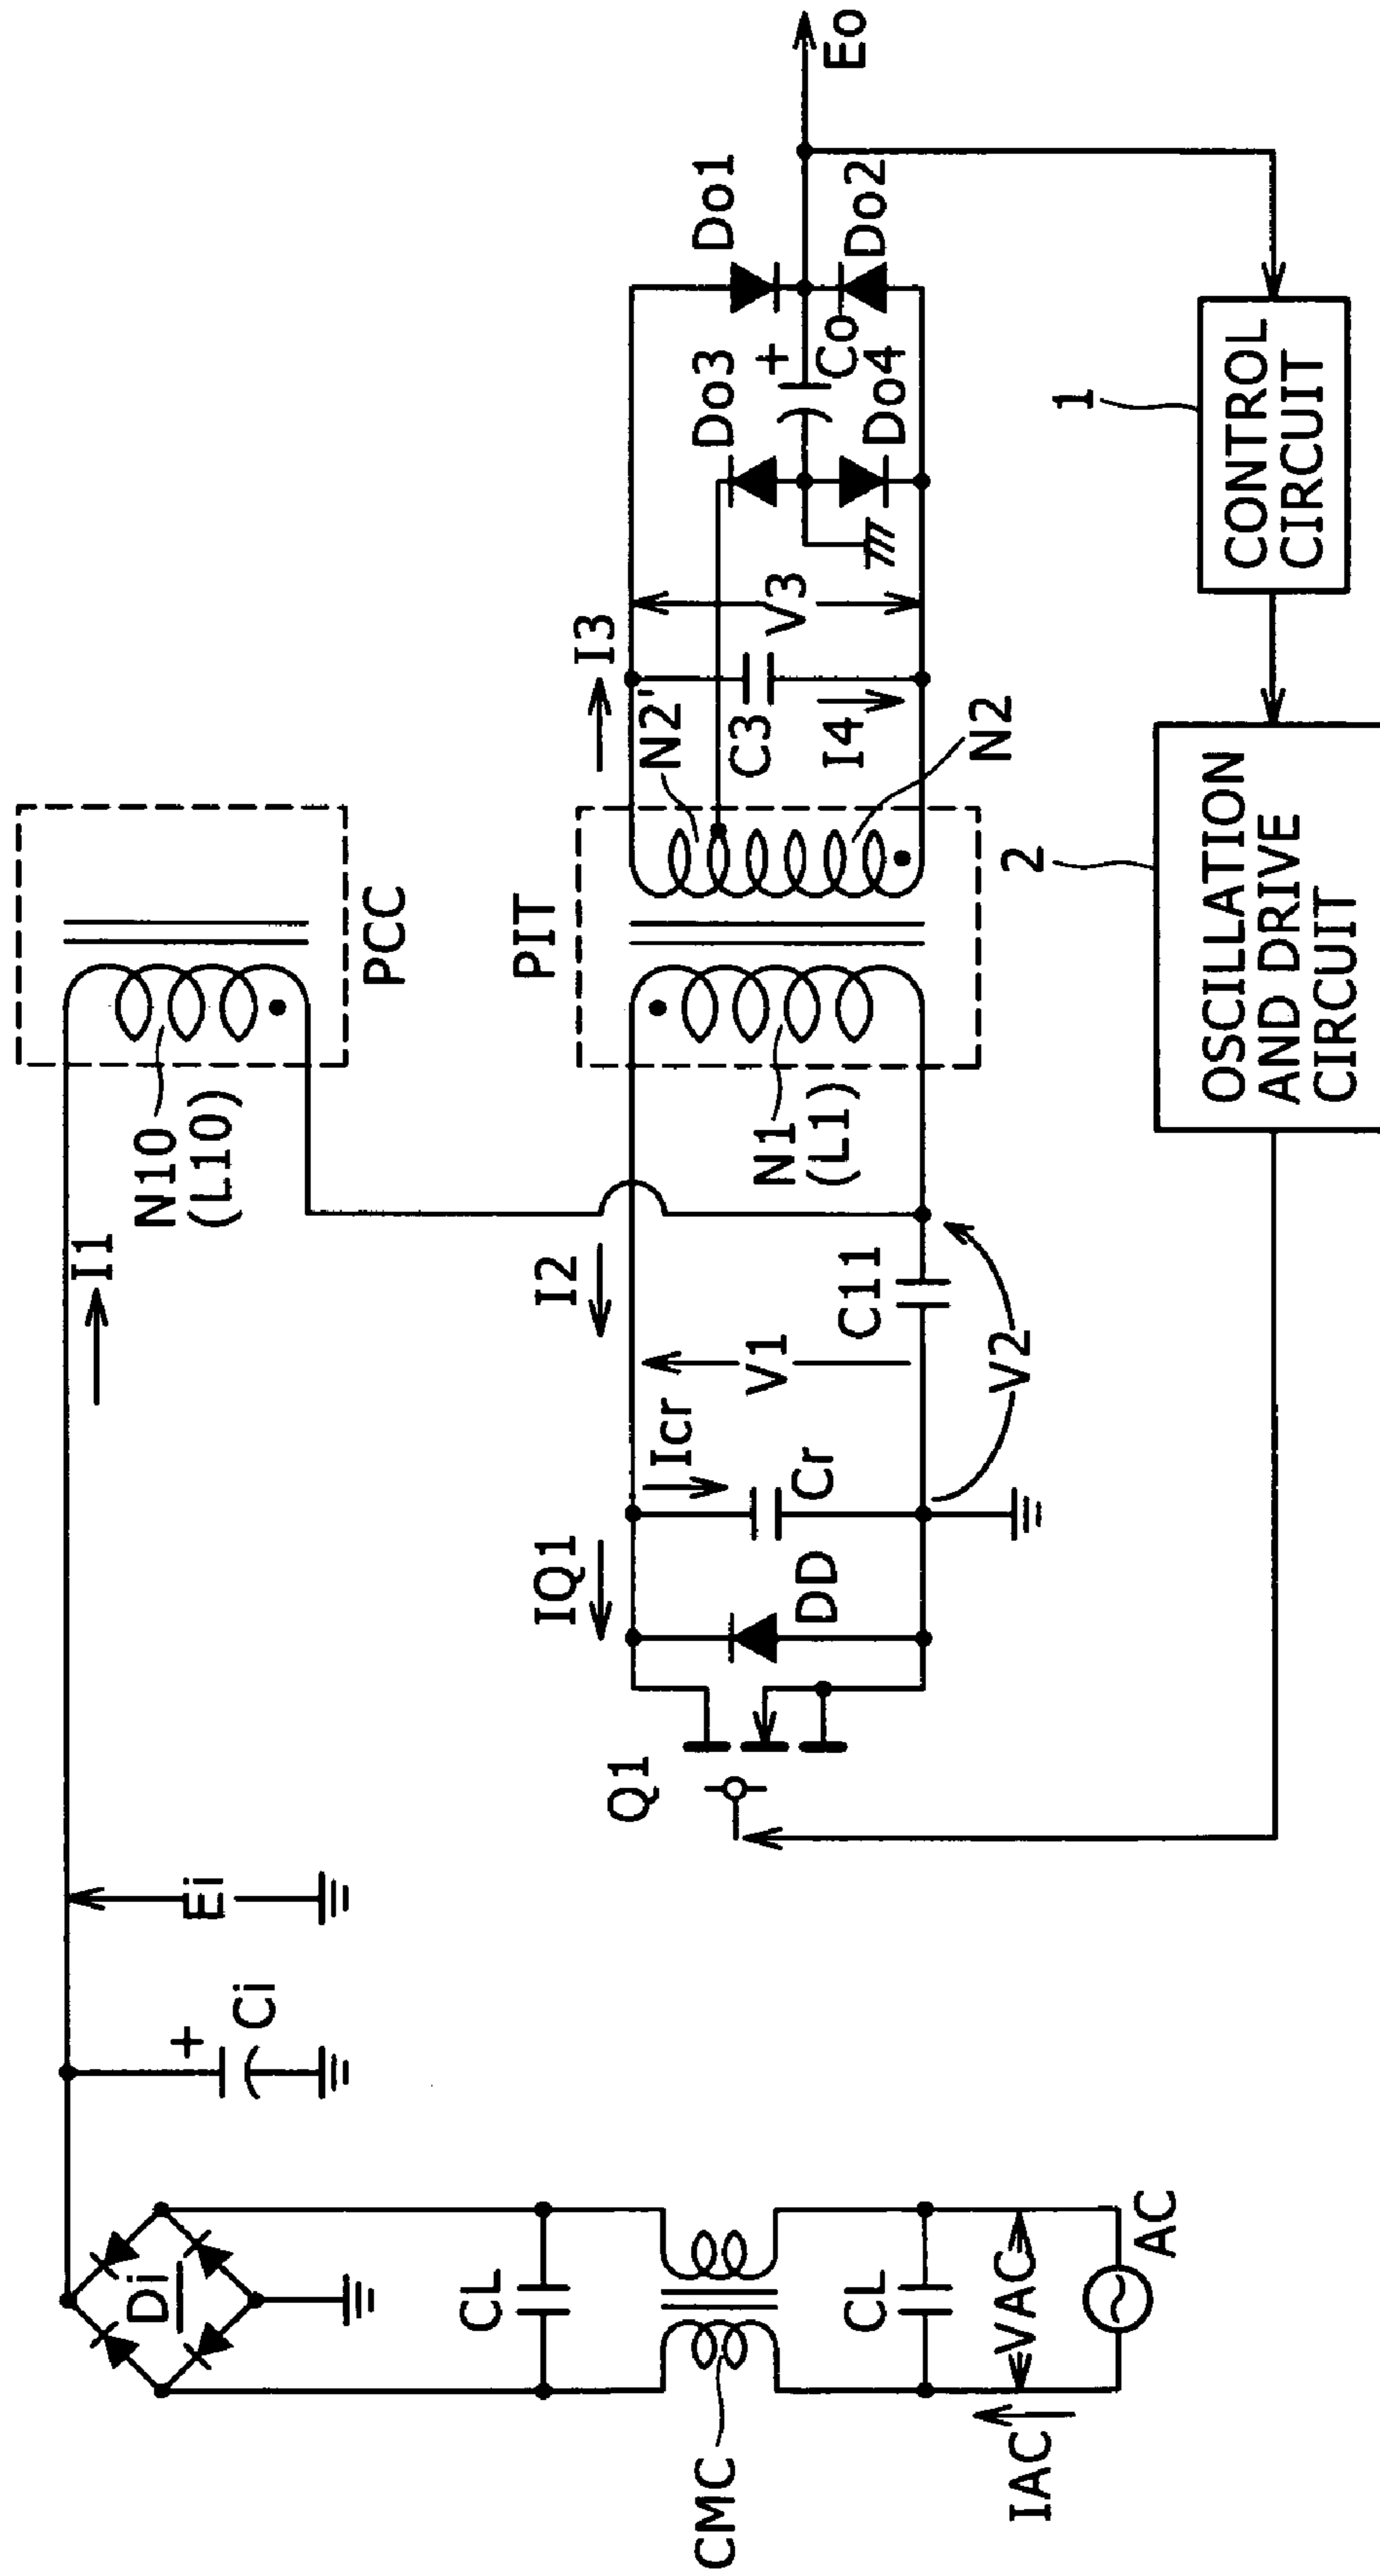 I1
N10
(L10)
PCC
Ei
+
Ci
Di
CL
CMC
CL
VAC
IAC
AC
Q1
IQ1
DD
Icr
Cr
I2
V1
C11
V2
PIT
N1
(L1)
N2'
N2
I3
C3
I4
V3
Do3
Do4
+
Co
Do1
Do2
Eo
1
CONTROL
CIRCUIT
2
OSCILLATION
AND DRIVE
CIRCUIT